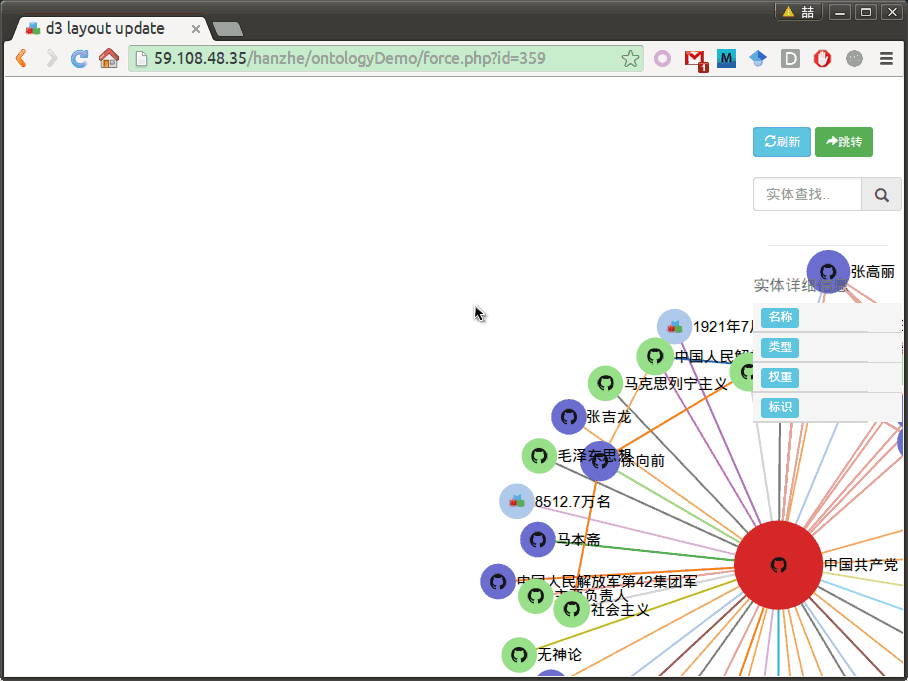 喆
d3 layout update
59.108.48.35/hanzhe/ontologyDemo/force.php?id=359
1
M
D
刷新 跳转
实体查找..
张高丽
实体详细信息
名称
1921年7月
类型
中国人民解放
权重
马克思列宁主义
标识
张吉龙
毛泽东思想
徐向前
8512.7万名
马本斋
中国共产党
中国人民解放军第42集团军
主要负责人
社会主义
无神论